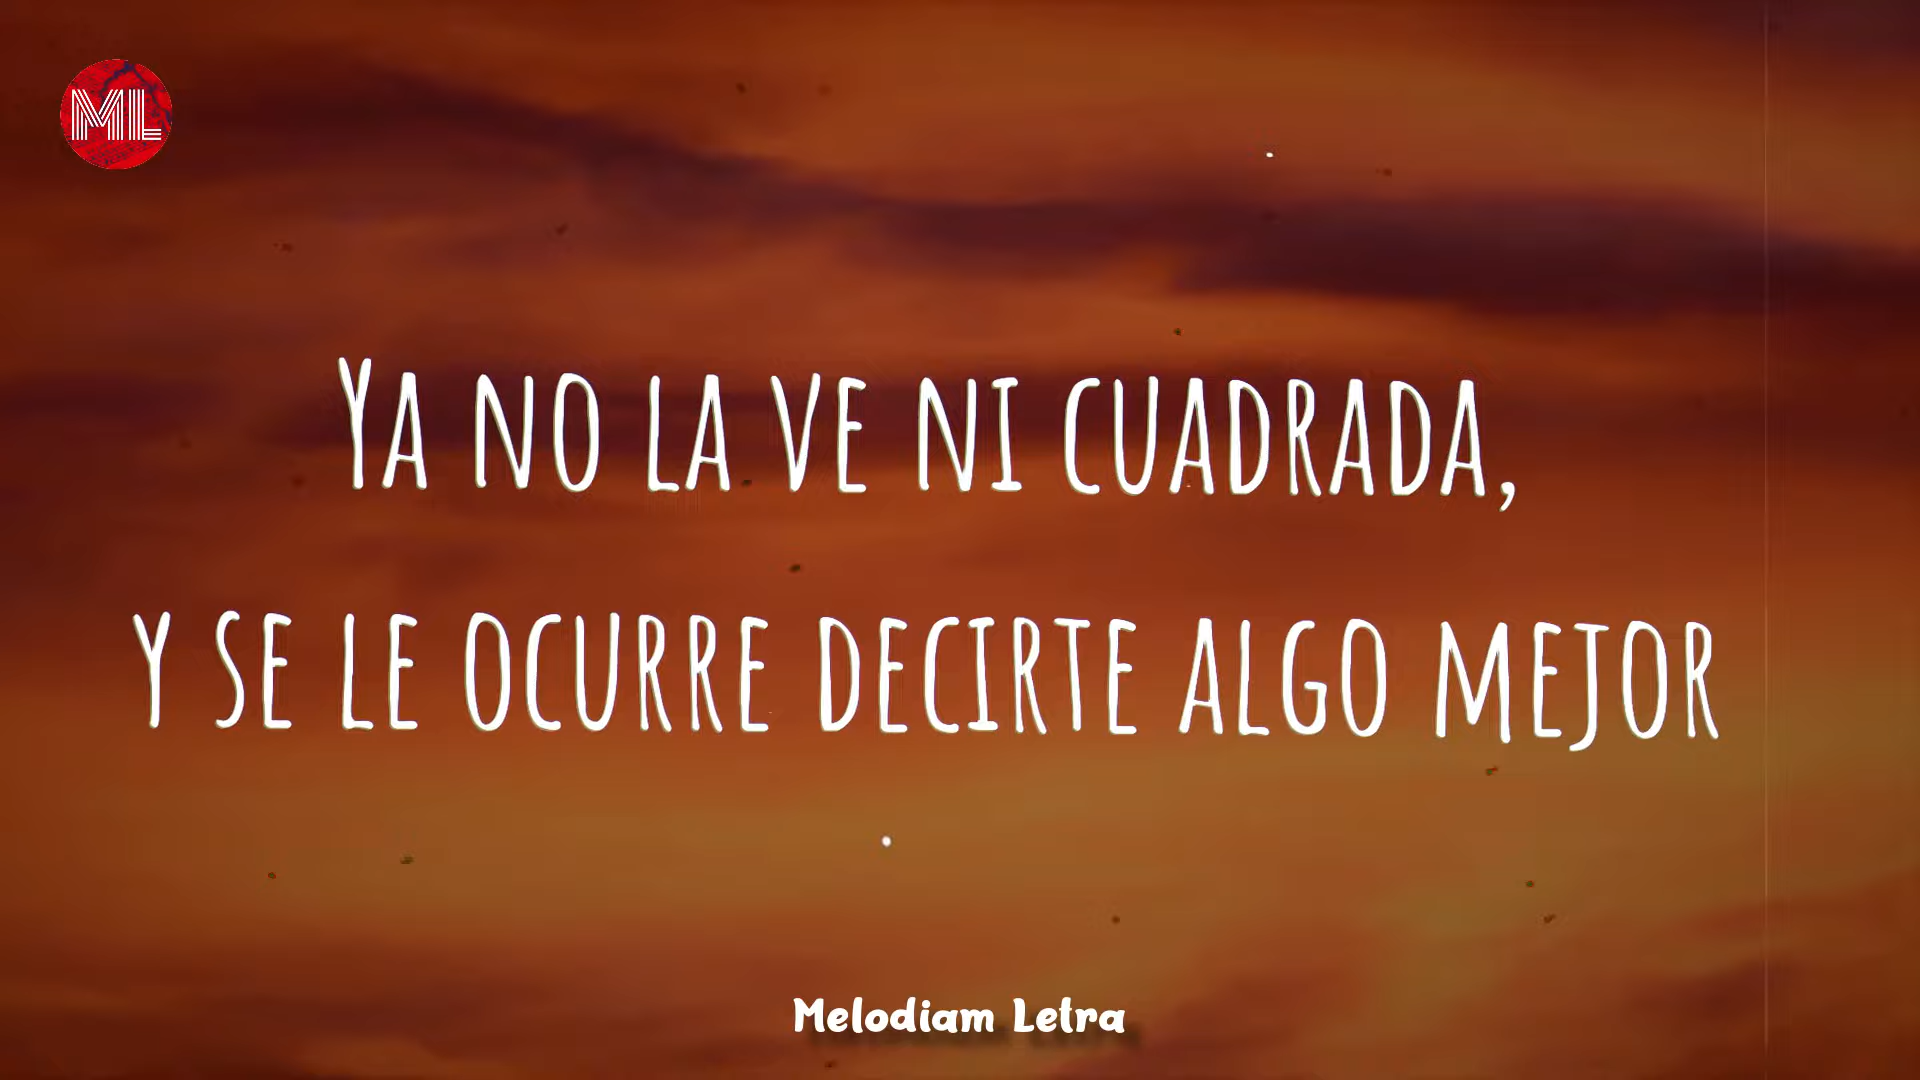 ML
Ya no la ve ni cuadrada,
y se le ocurre decirte algo mejor
Melodiam Letra